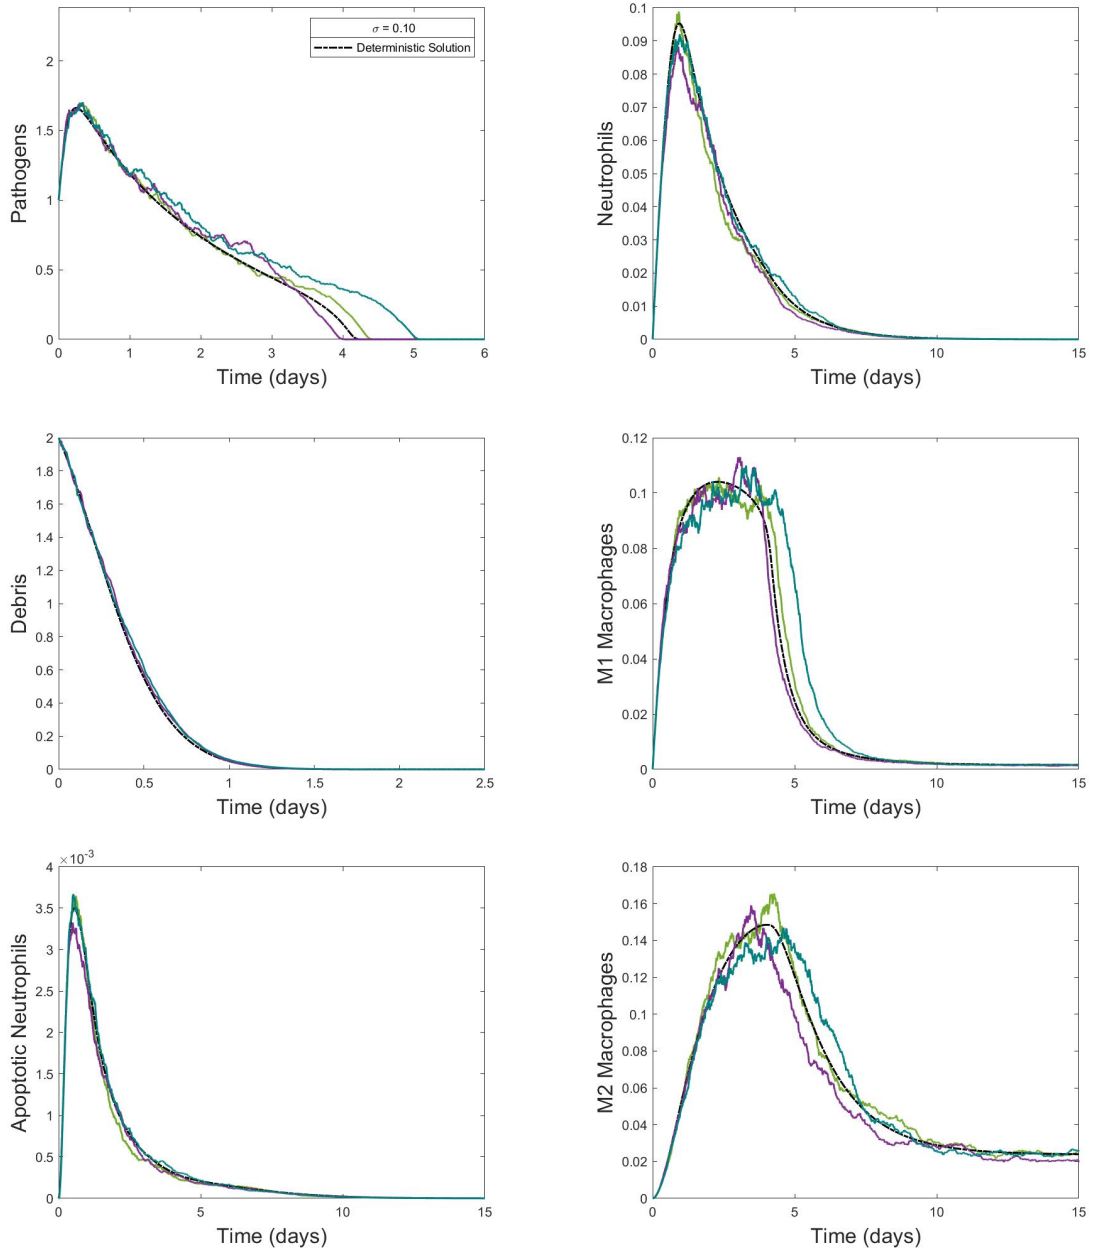 σ = 0.10
Deterministic Solution
2
1.5
1
0.5
0
Pathogens
0 1 2 3 4 5 6
Time (days)
0.1
0.09
0.08
0.07
0.06
0.05
0.04
0.03
0.02
0.01
0
Neutrophils
0 5 10 15
Time (days)
2
1.8
1.6
1.4
1.2
1
0.8
0.6
0.4
0.2
0
Debris
0 0.5 1 1.5 2 2.5
Time (days)
0.12
0.1
0.08
0.06
0.04
0.02
0
M1 Macrophages
0 5 10 15
Time (days)
×10⁻³
4
3.5
3
2.5
2
1.5
1
0.5
0
Apoptotic Neutrophils
0 5 10 15
Time (days)
0.18
0.16
0.14
0.12
0.1
0.08
0.06
0.04
0.02
0
M2 Macrophages
0 5 10 15
Time (days)